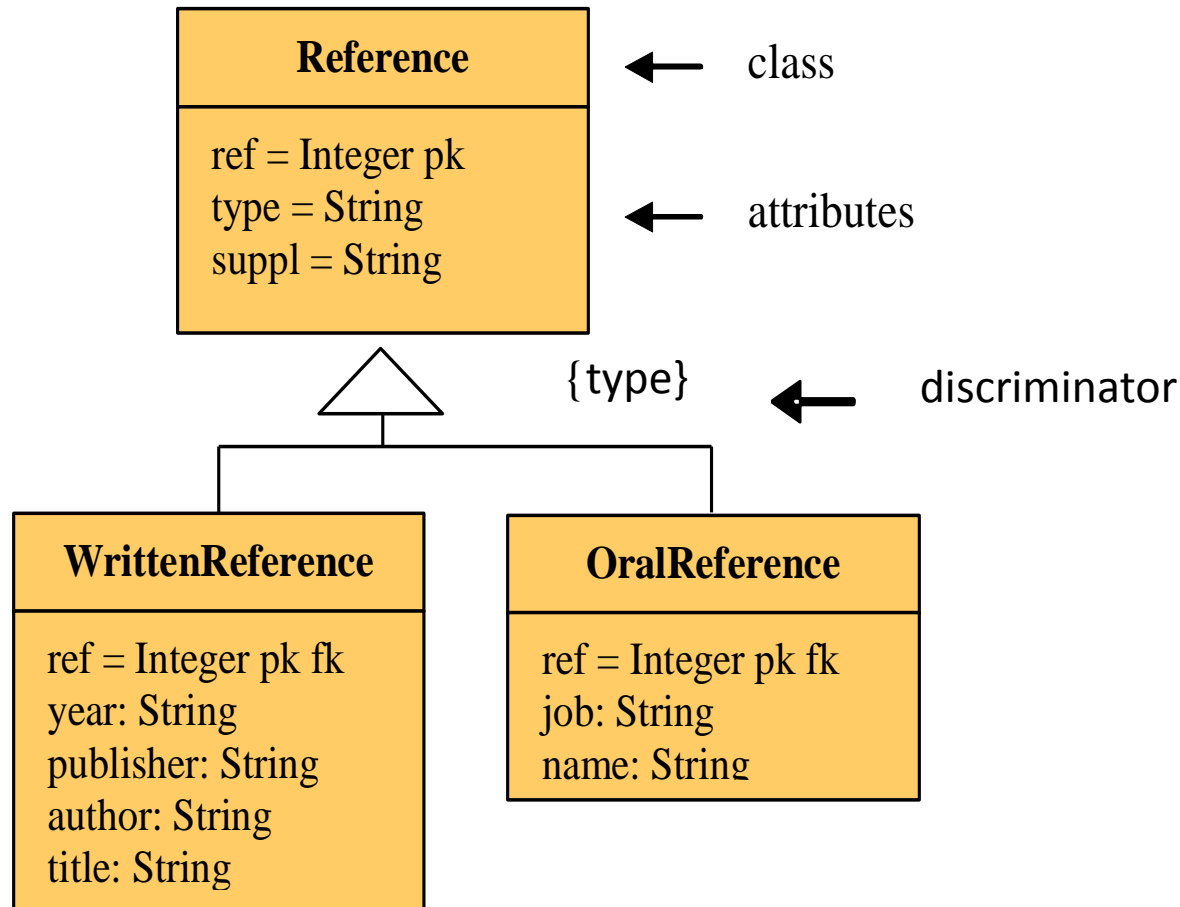 Reference
class
ref = Integer pk
type = String
attributes
suppl = String
{type}
discriminator
WrittenReference
ref = Integer pk fk
year: String
publisher: String
author: String
title: String
OralReference
ref = Integer pk fk
job: String
name: String